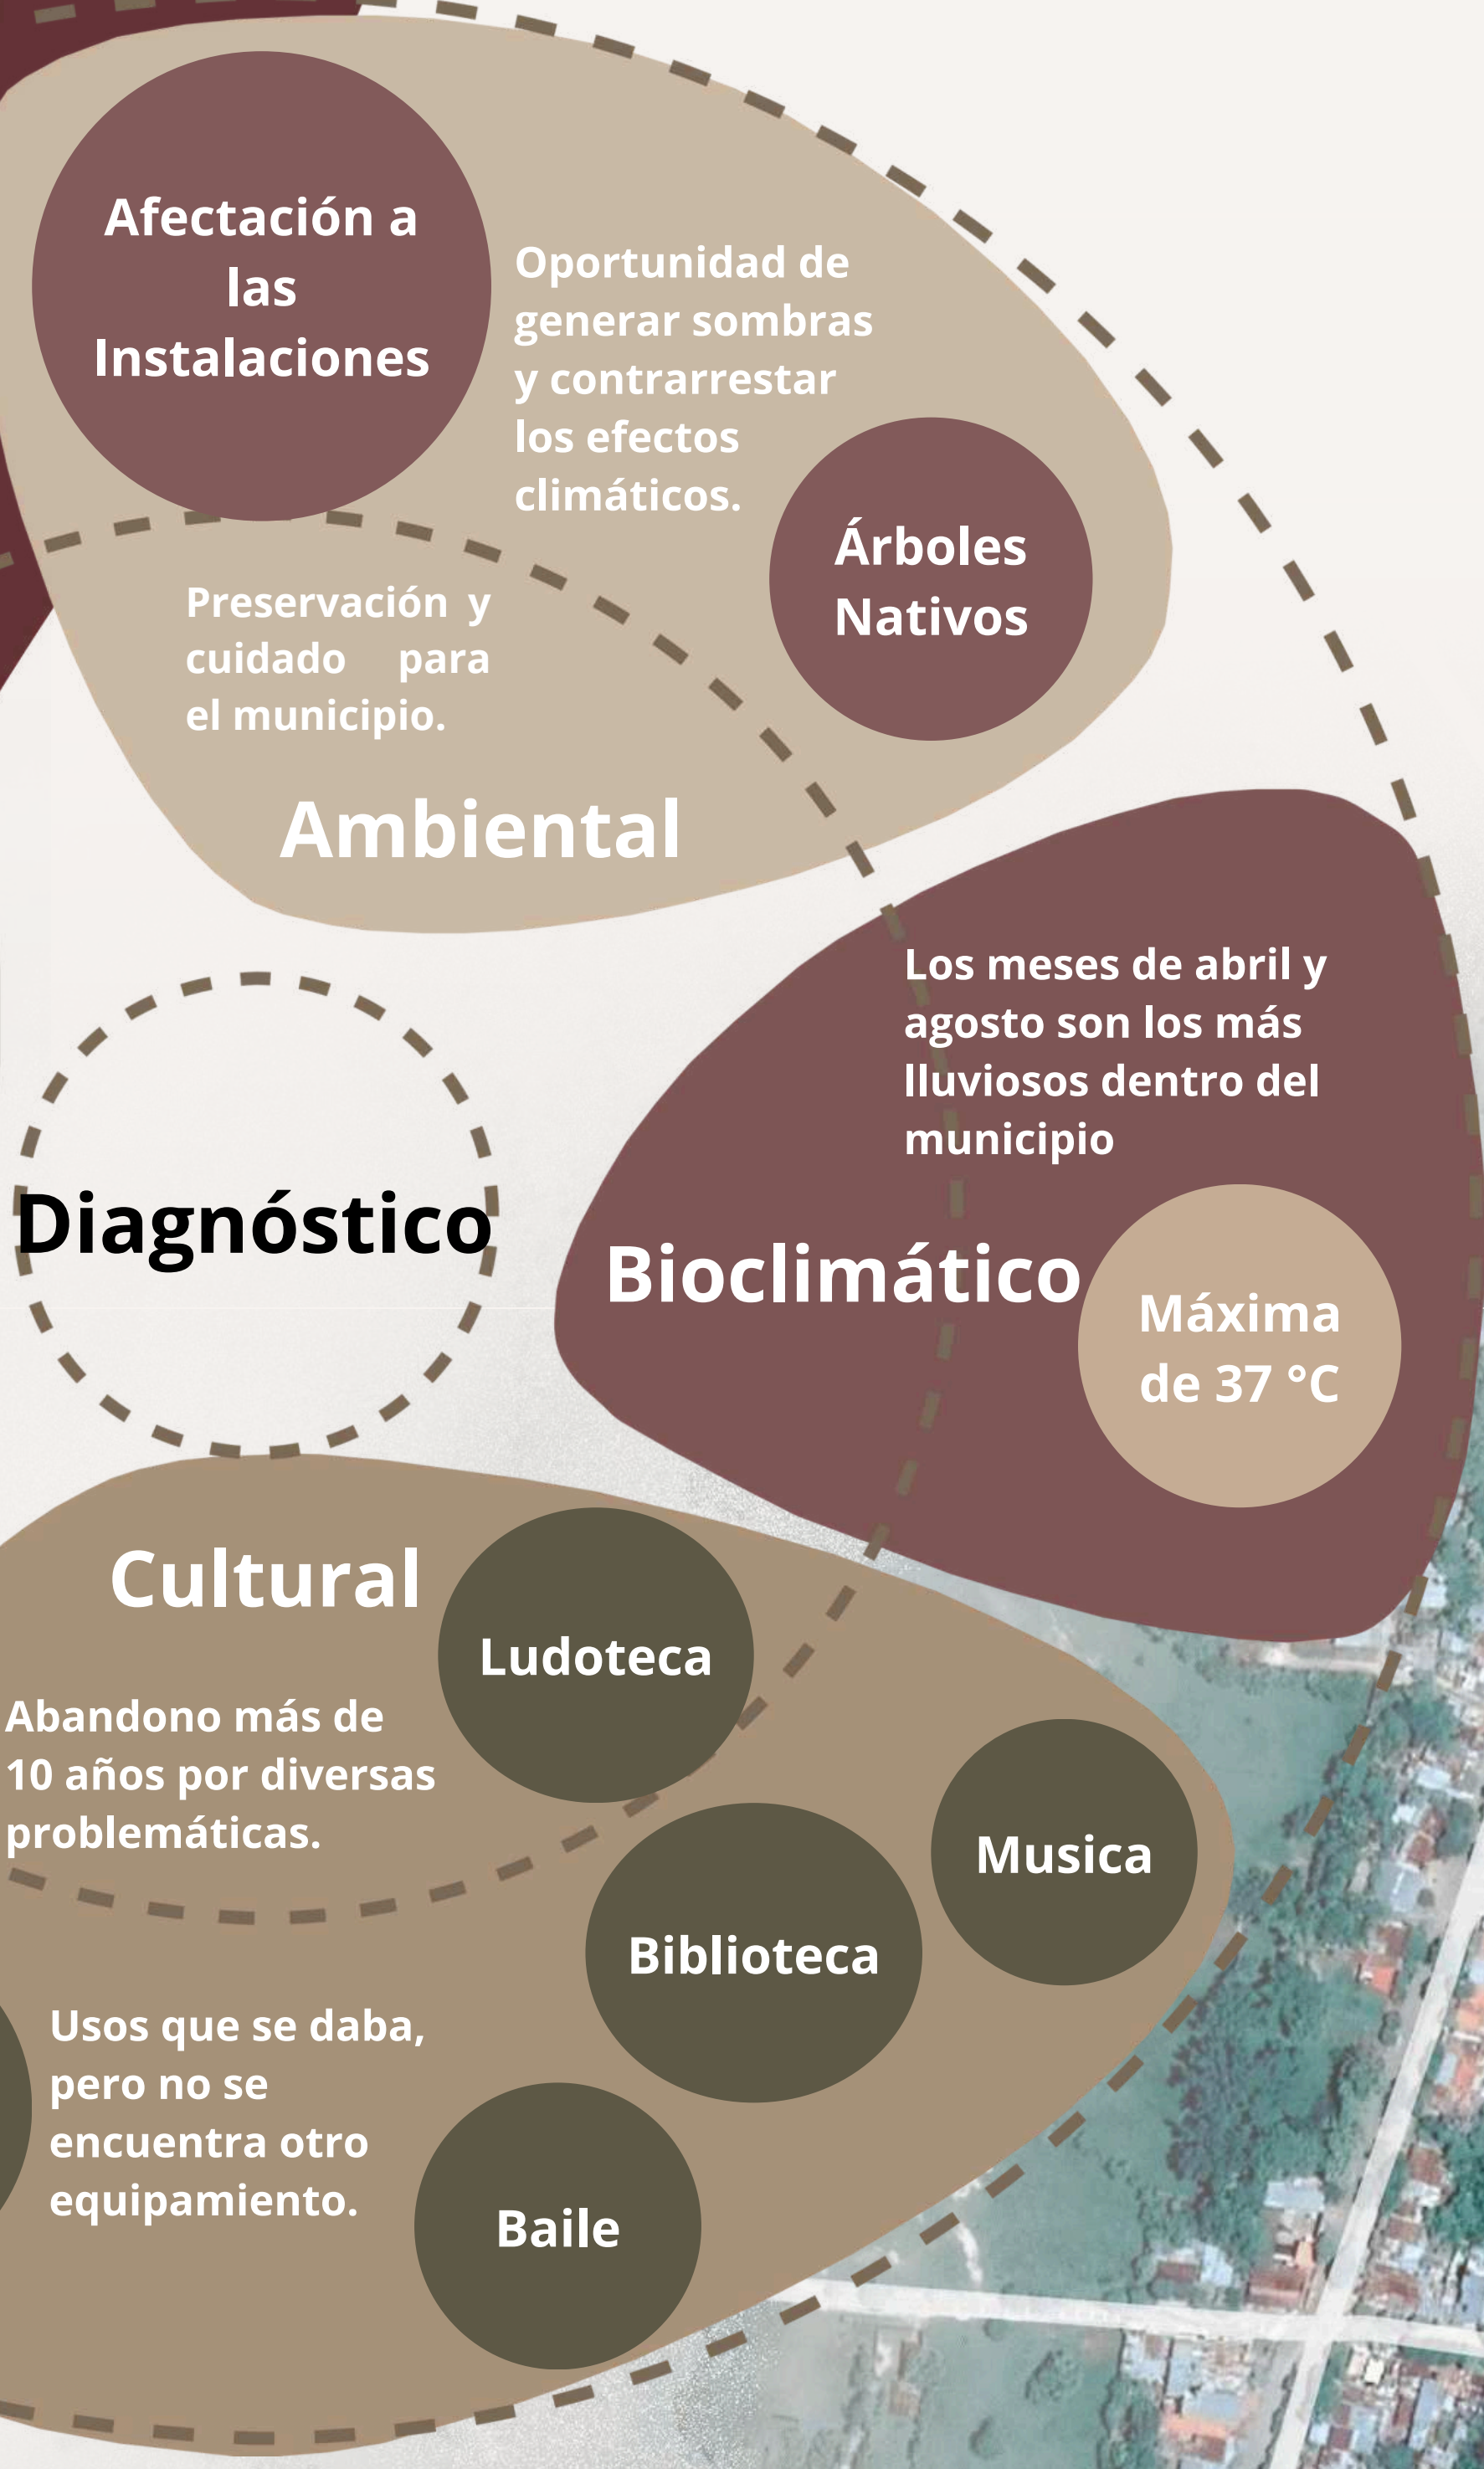 Afectación a
las
Instalaciones
Oportunidad de
generar sombras
y contrarrestar
los efectos
climáticos.
Árboles
Nativos
Preservación y
cuidado para
el municipio.
Ambiental
Los meses de abril y
agosto son los más
lluviosos dentro del
municipio
Diagnóstico
Bioclimático
Máxima
de 37 °C
Cultural
Ludoteca
Abandono más de
10 años por diversas
problemáticas.
Musica
Biblioteca
Usos que se daba,
pero no se
encuentra otro
equipamiento.
Baile